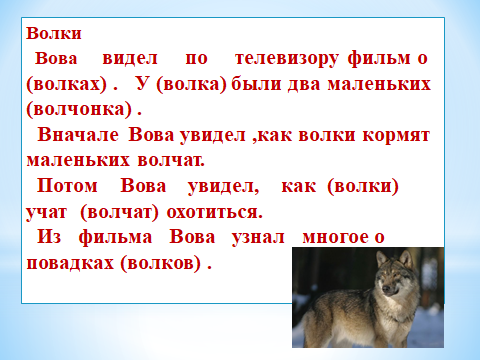 Волки
Вова видел по телевизору фильм о
(волках) . У (волка) были два маленьких
(волчонка) .
Вначале Вова увидел ,как волки кормят
маленьких волчат.
Потом Вова увидел, как (волки)
учат (волчат) охотиться.
Из фильма Вова узнал многое о
повадках (волков) .